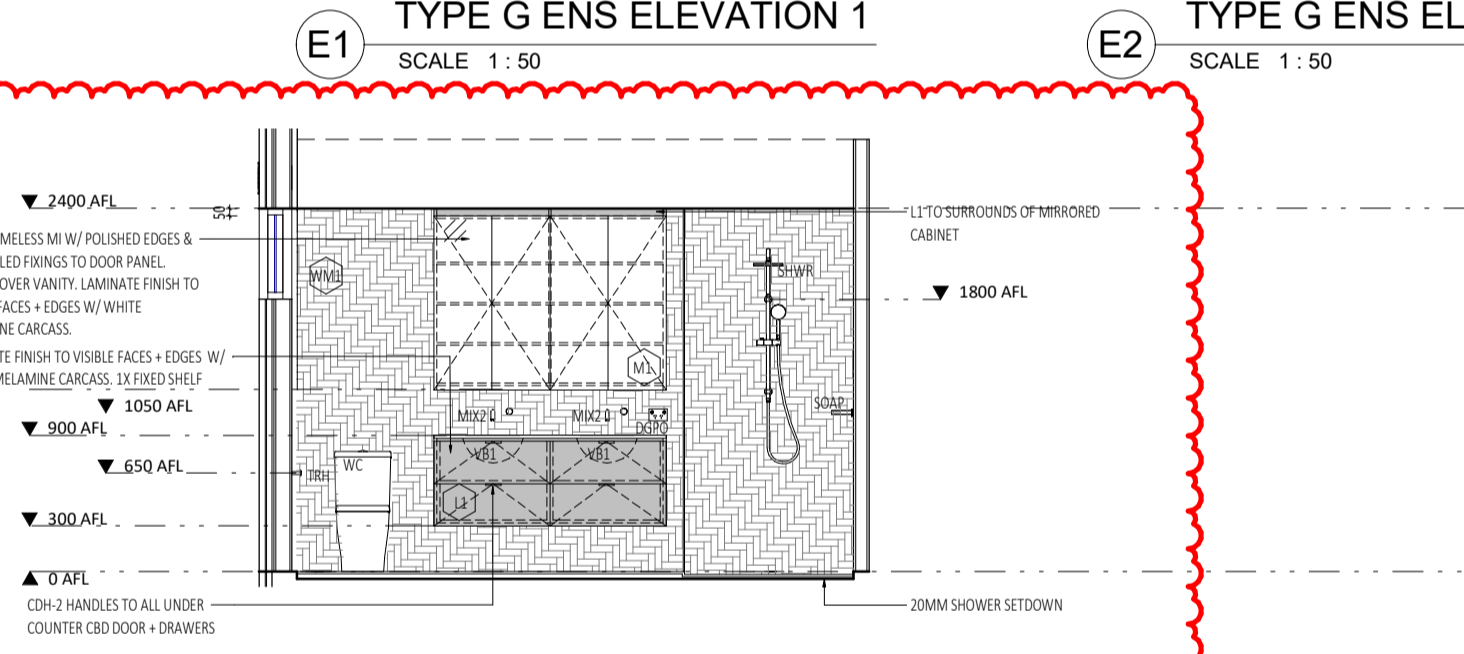 E1
TYPE G ENS ELEVATION 1
SCALE 1 : 50
E2
TYPE G ENS EL
SCALE 1 : 50
2400 AFL
50
MELESS MI W/ POLISHED EDGES &
LED FIXINGS TO DOOR PANEL.
OVER VANITY. LAMINATE FINISH TO
FACES + EDGES W/ WHITE
NE CARCASS.
TE FINISH TO VISIBLE FACES + EDGES W/
MELAMINE CARCASS. 1X FIXED SHELF
1050 AFL
900 AFL
650 AFL
300 AFL
0 AFL
CDH-2 HANDLES TO ALL UNDER
COUNTER CBD DOOR + DRAWERS
WM1
M1
MIX2
MIX2
DGPO
VB1
VB1
L1
WC
TRH
SHWR
SOAP
L1 TO SURROUNDS OF MIRRORED
CABINET
1800 AFL
20MM SHOWER SETDOWN